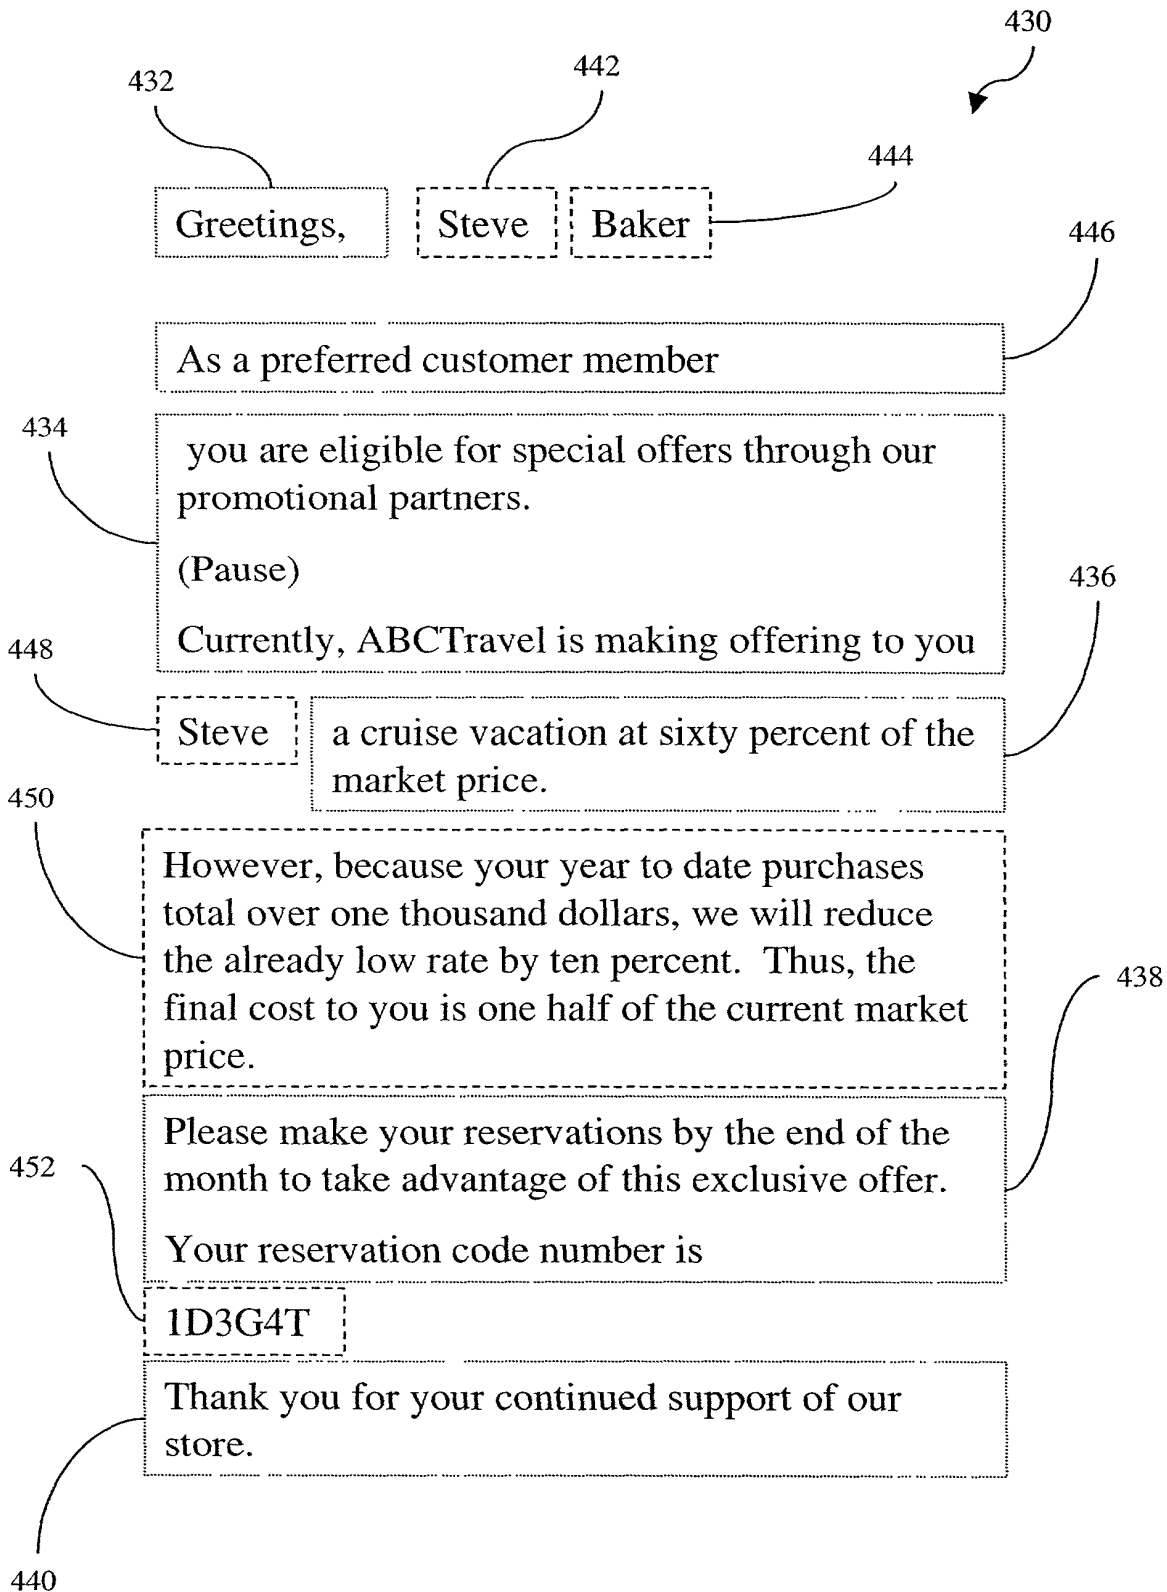 430
432
442
444
Greetings, Steve Baker
446
As a preferred customer member
434
you are eligible for special offers through our
promotional partners.
(Pause)
436
Currently, ABCTravel is making offering to you
448
Steve a cruise vacation at sixty percent of the
market price.
450
However, because your year to date purchases
total over one thousand dollars, we will reduce
the already low rate by ten percent. Thus, the
438
final cost to you is one half of the current market
price.
Please make your reservations by the end of the
452
month to take advantage of this exclusive offer.
Your reservation code number is
1D3G4T
Thank you for your continued support of our
store.
440